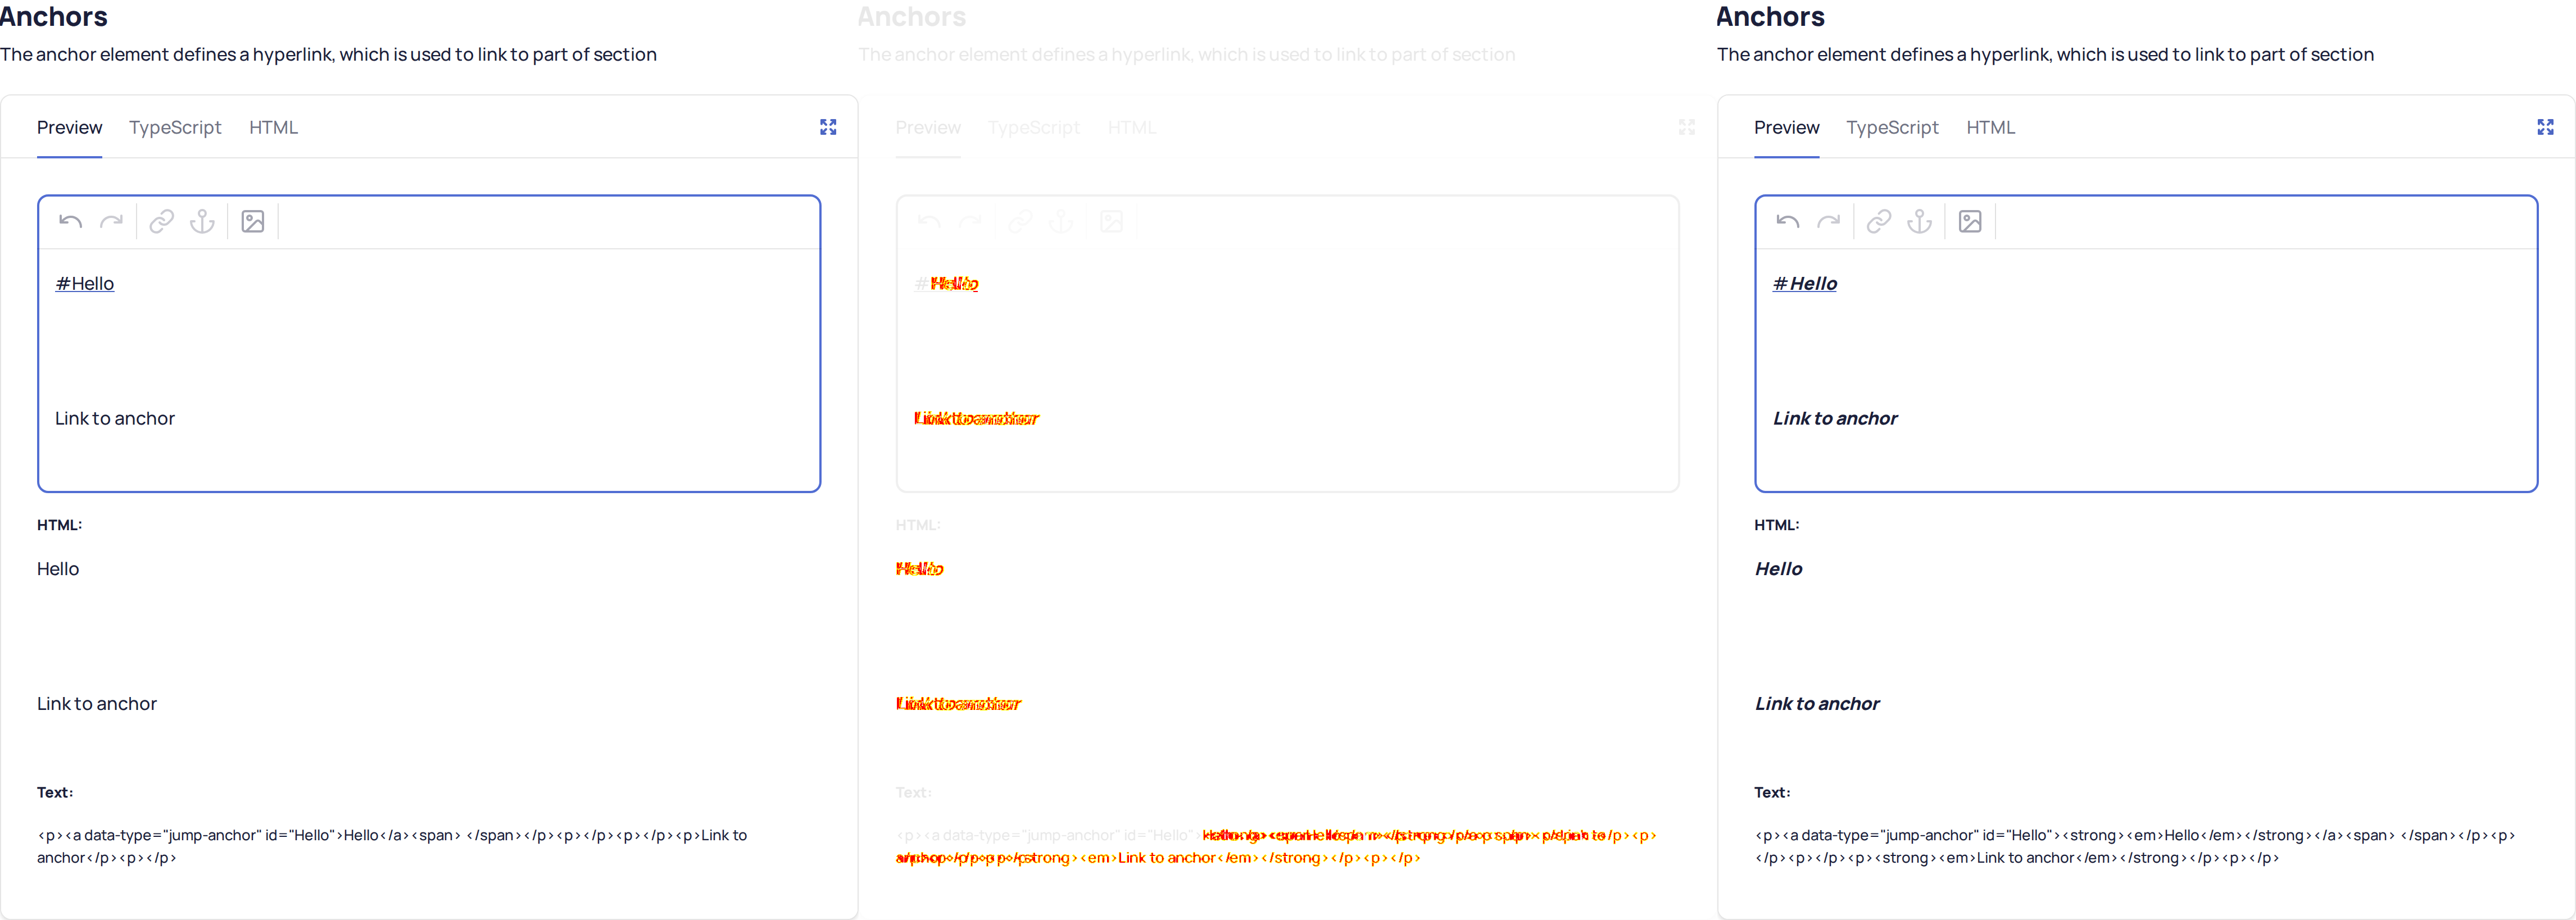 Anchors
The anchor element defines a hyperlink, which is used to link to part of section
Preview TypeScript HTML
#Hello
Link to anchor
HTML:
Hello
Link to anchor
Text:
<p><a data-type="jump-anchor" id="Hello">Hello</a><span> </span></p><p></p><p></p><p>Link to
anchor</p><p></p>
Anchors
The anchor element defines a hyperlink, which is used to link to part of section
Preview TypeScript HTML
#Hello
Link to anchor
HTML:
Hello
Link to anchor
Text:
<p><a data-type="jump-anchor" id="Hello">
<em>Link to anchor</em></strong></p><p></p>
Anchors
The anchor element defines a hyperlink, which is used to link to part of section
Preview TypeScript HTML
#Hello
Link to anchor
HTML:
Hello
Link to anchor
Text:
<p><a data-type="jump-anchor" id="Hello"><strong><em>Hello</em></strong></a><span> </span></p><p>
</p><p></p><p><strong><em>Link to anchor</em></strong></p><p></p>